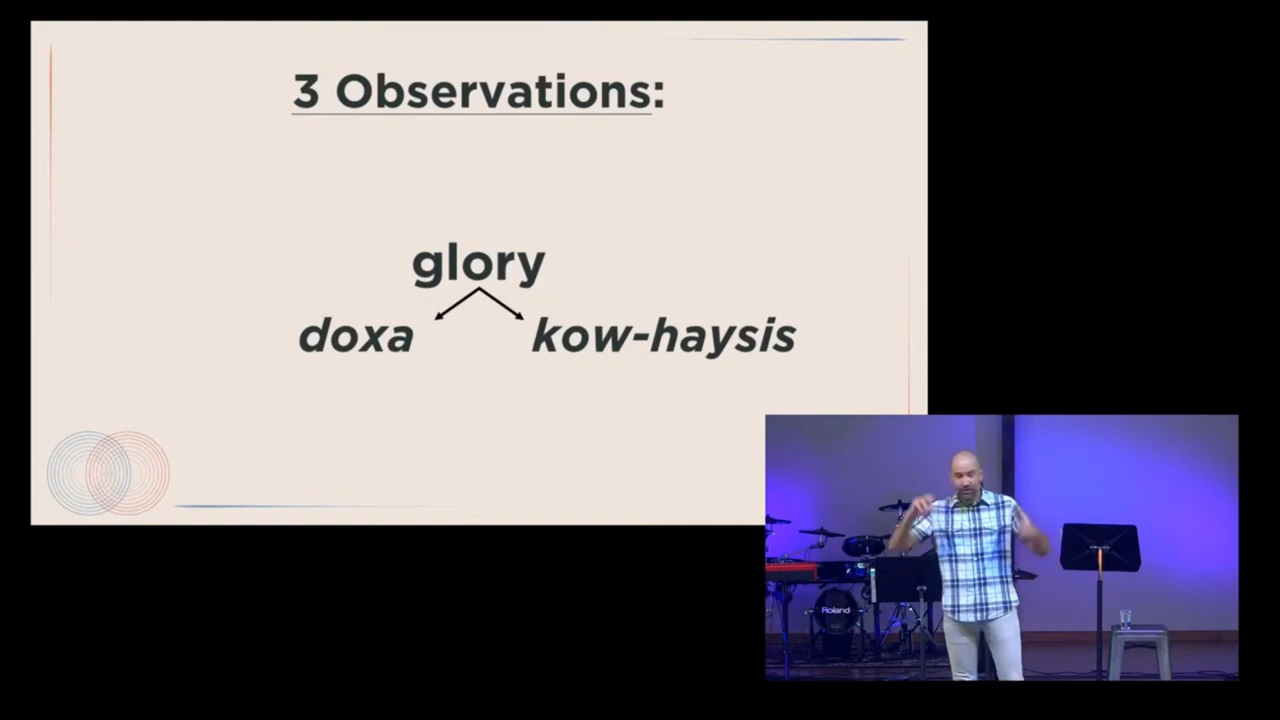 3 Observations:
glory
doxa
kow-haysis
Roland